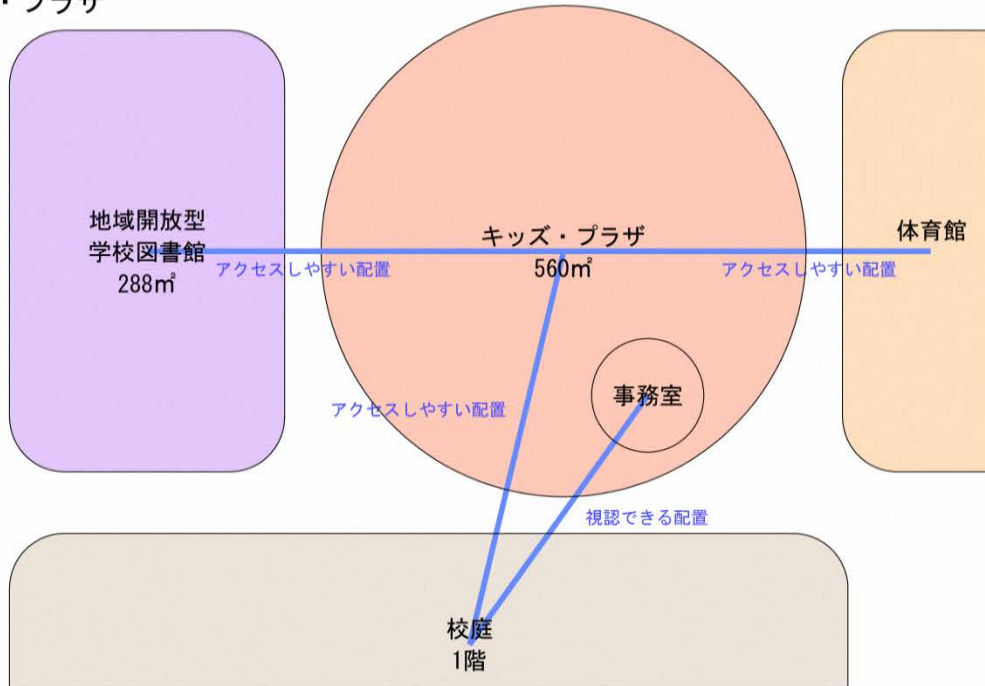 ・プラザ
地域開放型
学校図書館
288㎡
アクセスしやすい配置
キッズ・プラザ
560㎡
アクセスしやすい配置
体育館
アクセスしやすい配置
事務室
視認できる配置
校庭
1階